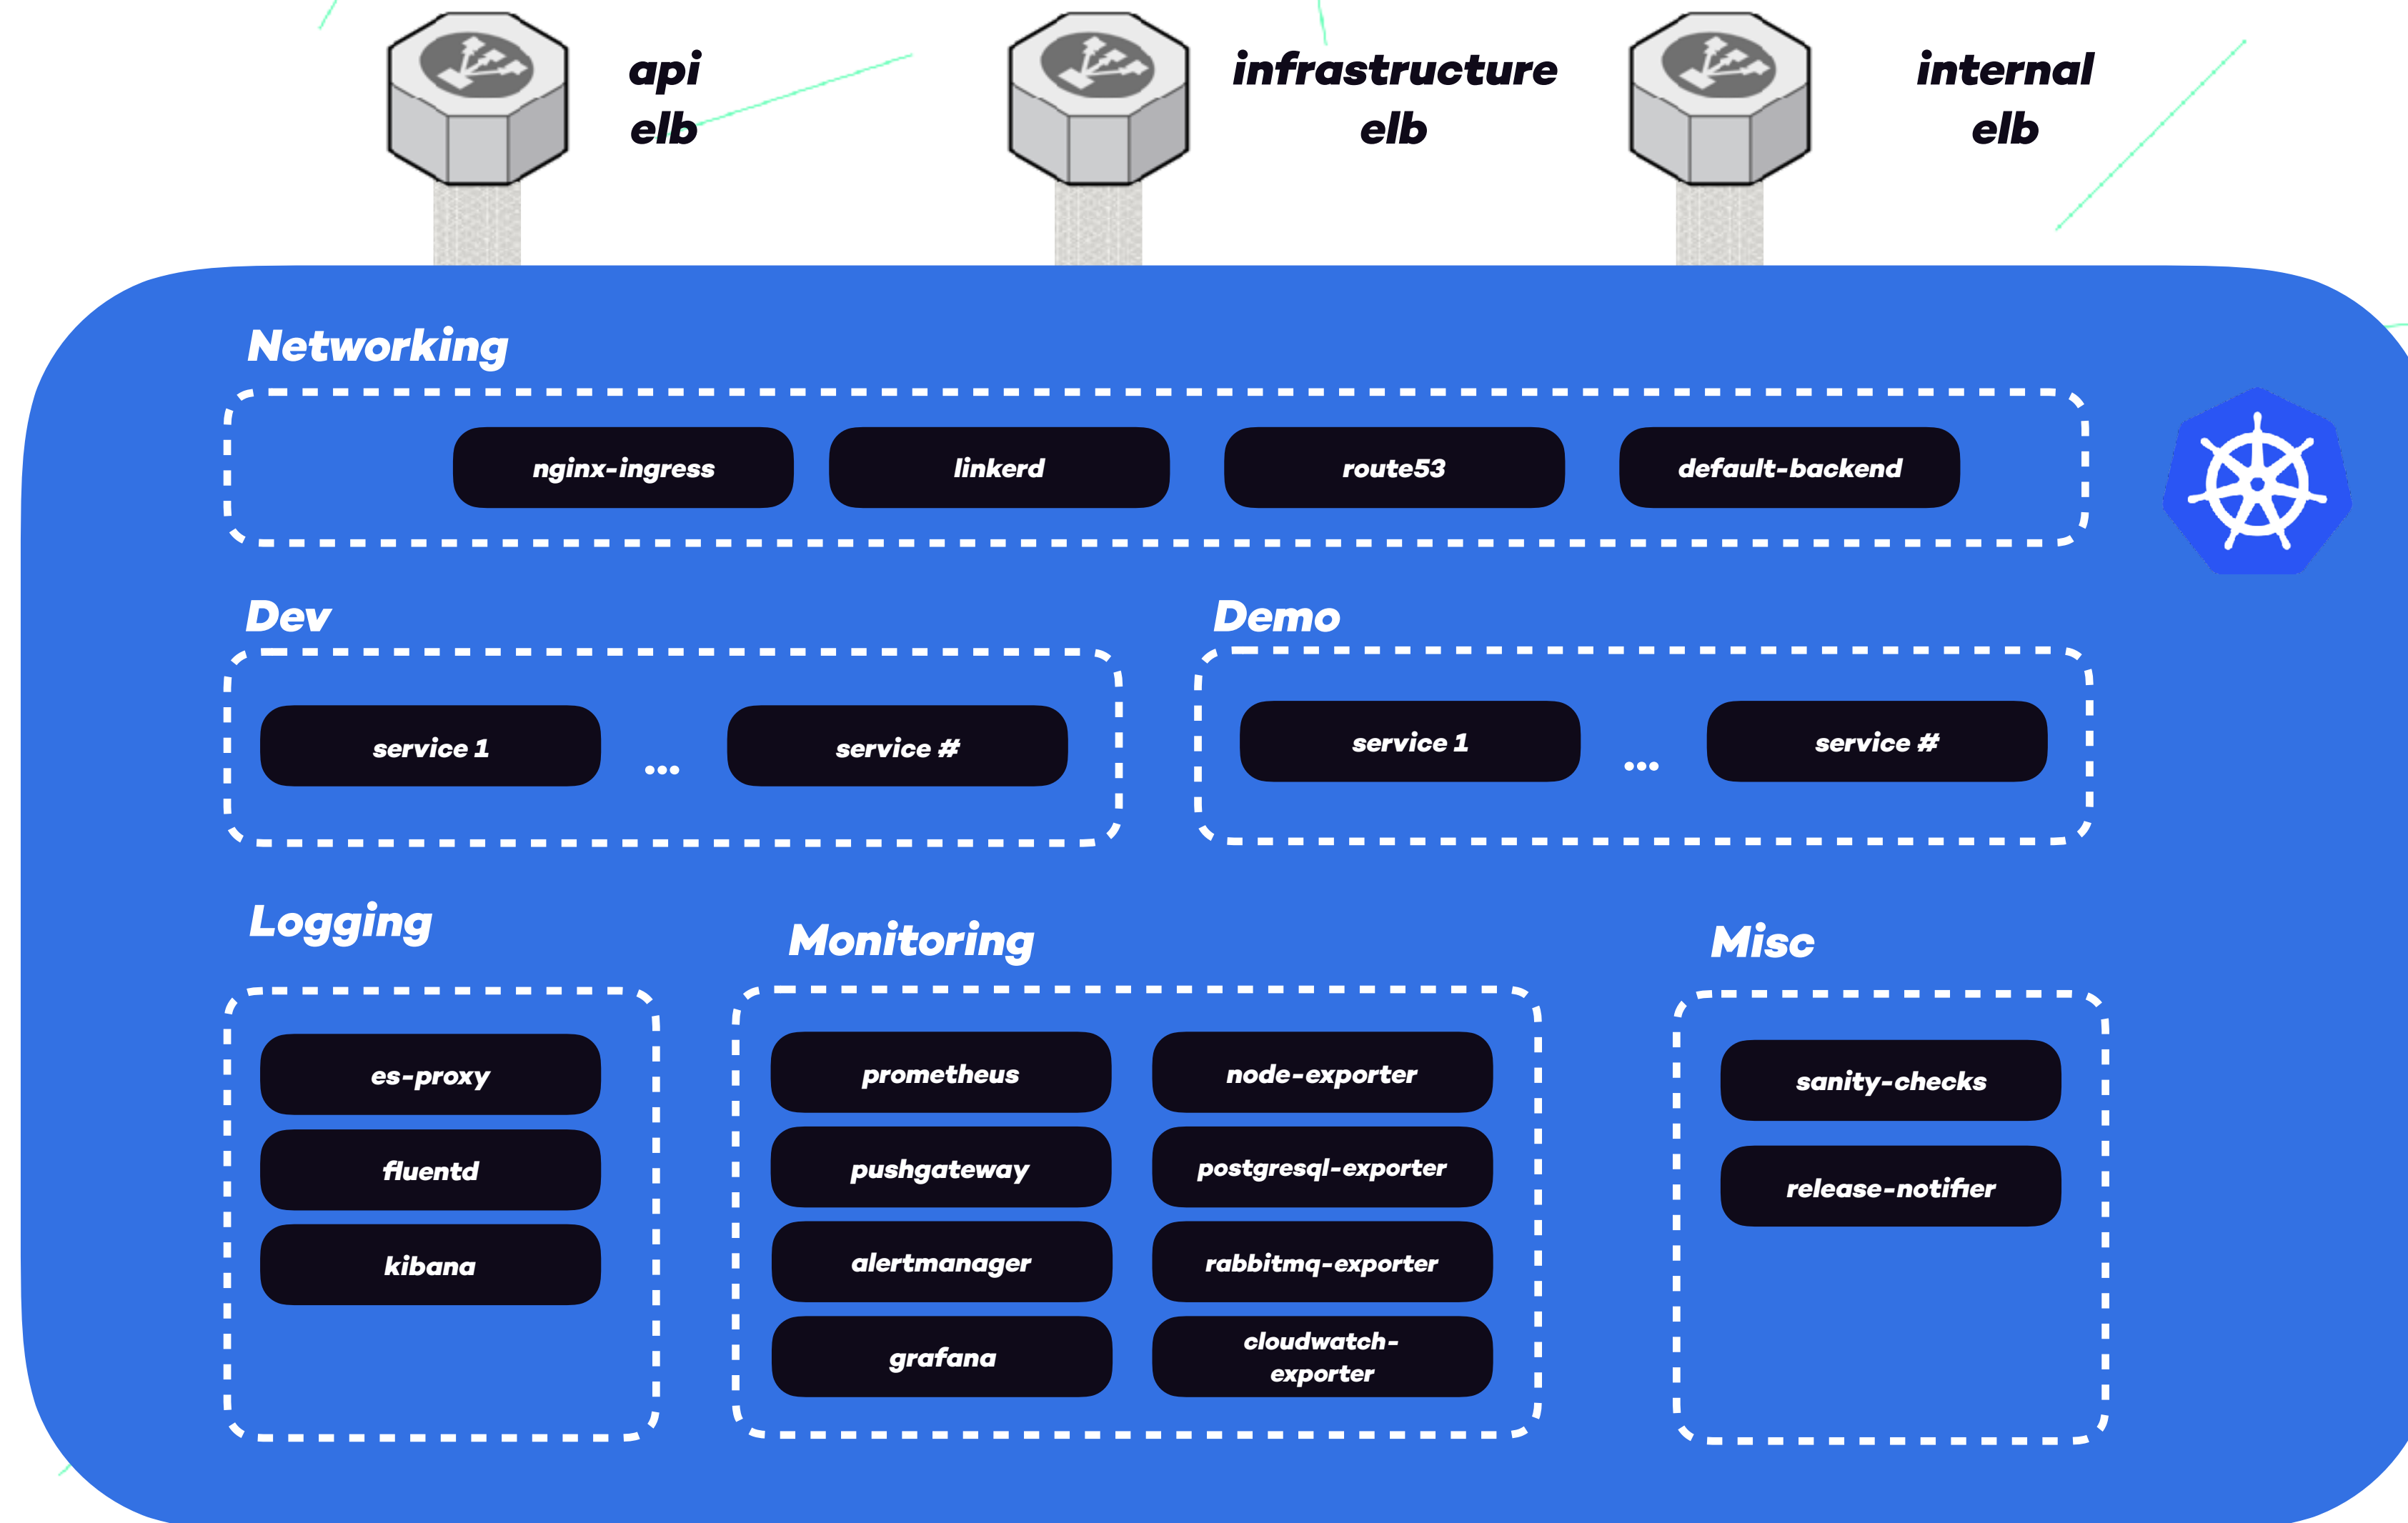 api
elb
infrastructure
elb
internal
elb
Networking
nginx-ingress
linkerd
route53
default-backend
Dev
service 1
...
service #
Demo
service 1
...
service #
Logging
es-proxy
fluentd
kibana
Monitoring
prometheus
node-exporter
pushgateway
postgresql-exporter
alertmanager
rabbitmq-exporter
grafana
cloudwatch-
exporter
Misc
sanity-checks
release-notifier